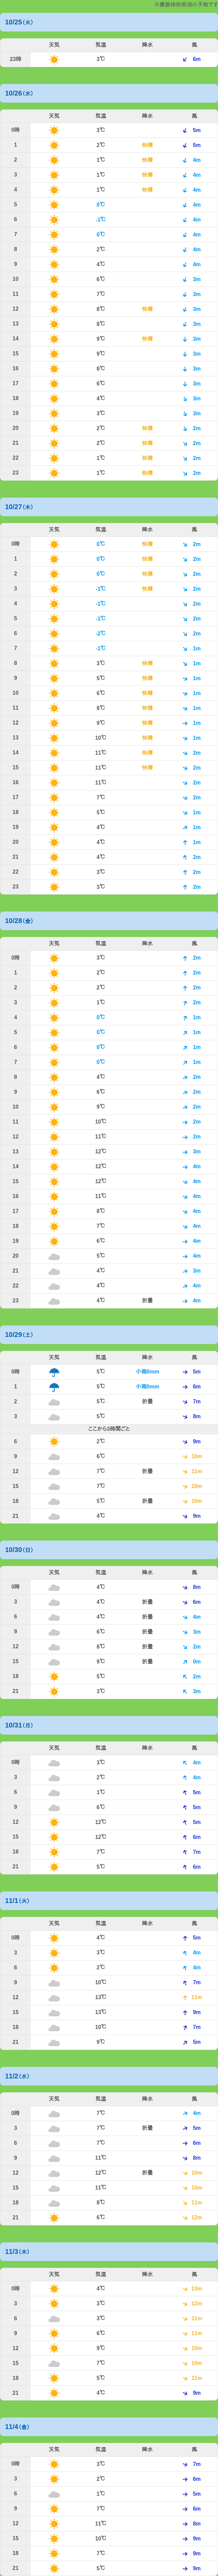 の予報です
10/25(火)
天気 気温 降水 風
23時 3℃ 6m
10/26(水)
天気 気温 降水 風
0時 3℃ 5m
1 2℃ 快晴 5m
2 1℃ 快晴 4m
3 1℃ 快晴 4m
4 1℃ 快晴 4m
5 0℃ 4m
6 -1℃ 4m
7 0℃ 4m
8 2℃ 4m
9 4℃ 4m
10 6℃ 3m
11 7℃ 3m
12 8℃ 快晴 3m
13 8℃ 3m
14 9℃ 快晴 3m
15 9℃ 3m
16 8℃ 3m
17 6℃ 3m
18 4℃ 3m
19 3℃ 3m
20 2℃ 快晴 2m
21 2℃ 快晴 2m
22 1℃ 快晴 2m
23 1℃ 快晴 2m
10/27(木)
天気 気温 降水 風
0時 0℃ 快晴 2m
1 0℃ 快晴 2m
2 0℃ 快晴 2m
3 -1℃ 快晴 2m
4 -1℃ 2m
5 -1℃ 2m
6 -2℃ 2m
7 -1℃ 1m
8 3℃ 快晴 1m
9 5℃ 快晴 1m
10 6℃ 快晴 1m
11 8℃ 快晴 1m
12 9℃ 快晴 1m
13 10℃ 快晴 1m
14 11℃ 快晴 2m
15 11℃ 快晴 2m
16 11℃ 2m
17 7℃ 2m
18 5℃ 1m
19 4℃ 1m
20 4℃ 1m
21 4℃ 2m
22 3℃ 2m
23 3℃ 2m
10/28(金)
天気 気温 降水 風
0時 3℃ 2m
1 2℃ 2m
2 2℃ 2m
3 1℃ 2m
4 0℃ 1m
5 0℃ 1m
6 0℃ 1m
7 0℃ 1m
8 4℃ 2m
9 6℃ 2m
10 9℃ 2m
11 10℃ 2m
12 11℃ 2m
13 12℃ 3m
14 12℃ 4m
15 12℃ 4m
16 11℃ 4m
17 8℃ 4m
18 7℃ 4m
19 6℃ 4m
20 5℃ 4m
21 4℃ 3m
22 4℃ 4m
23 4℃ 折畳 4m
10/29(土)
天気 気温 降水 風
0時 5℃ 小雨0mm 5m
1 5℃ 小雨0mm 6m
2 5℃ 折畳 7m
3 5℃ 8m
ここから3時間ごと
6 2℃ 9m
9 6℃ 10m
12 7℃ 折畳 11m
15 7℃ 10m
18 5℃ 折畳 10m
21 4℃ 9m
10/30(日)
天気 気温 降水 風
0時 4℃ 8m
3 4℃ 折畳 6m
6 4℃ 折畳 4m
9 6℃ 折畳 3m
12 8℃ 折畳 2m
15 9℃ 折畳 0m
18 5℃ 2m
21 3℃ 3m
10/31(月)
天気 気温 降水 風
0時 3℃ 4m
3 2℃ 4m
6 1℃ 5m
9 6℃ 5m
12 12℃ 5m
15 12℃ 6m
18 7℃ 7m
21 5℃ 6m
11/1(火)
天気 気温 降水 風
0時 4℃ 5m
3 3℃ 4m
6 2℃ 4m
9 10℃ 7m
12 13℃ 11m
15 13℃ 9m
18 10℃ 7m
21 9℃ 5m
11/2(水)
天気 気温 降水 風
0時 7℃ 4m
3 7℃ 折畳 5m
6 7℃ 6m
9 11℃ 8m
12 12℃ 折畳 10m
15 11℃ 10m
18 8℃ 11m
21 6℃ 12m
11/3(木)
天気 気温 降水 風
0時 4℃ 13m
3 3℃ 12m
6 3℃ 11m
9 6℃ 11m
12 9℃ 10m
15 7℃ 10m
18 5℃ 11m
21 4℃ 9m
11/4(金)
天気 気温 降水 風
0時 3℃ 7m
3 2℃ 6m
6 1℃ 5m
9 7℃ 6m
12 11℃ 8m
15 10℃ 9m
18 7℃ 9m
21 5℃ 9m